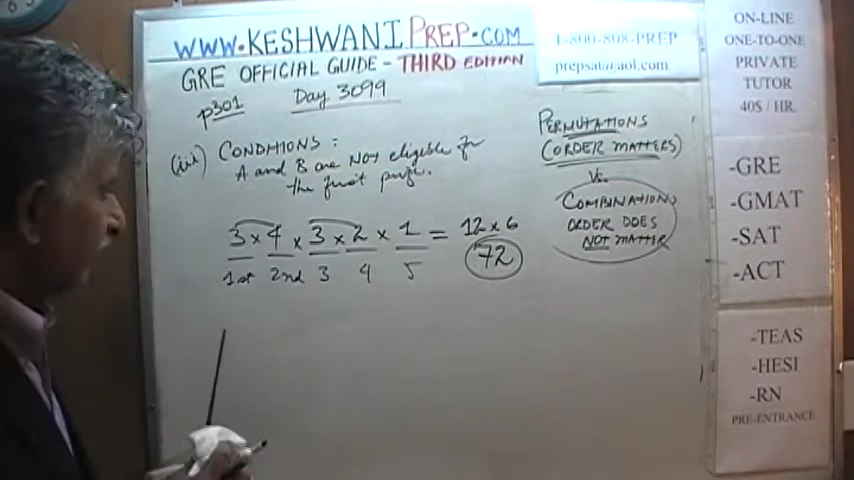 WWW.KESHWANIPREP.COM
GRE OFFICIAL GUIDE - THIRD EDITION
p301
Day 3099
(iii) CONDITIONS:
A and B are NOT eligible for
the first prize.
3 x 4 x 3 x 2 x 1 = 12 x 6
1st 2nd 3 4 5
72
1-800-808-PREP
prepsat@aol.com
PERMUTATIONS
(ORDER MATTERS)
Vs.
COMBINATIONS
ORDER DOES
NOT MATTER
ON-LINE
ONE-TO-ONE
PRIVATE
TUTOR
40$ / HR.
-GRE
-GMAT
-SAT
-ACT
-TEAS
-HESI
-RN
PRE-ENTRANCE